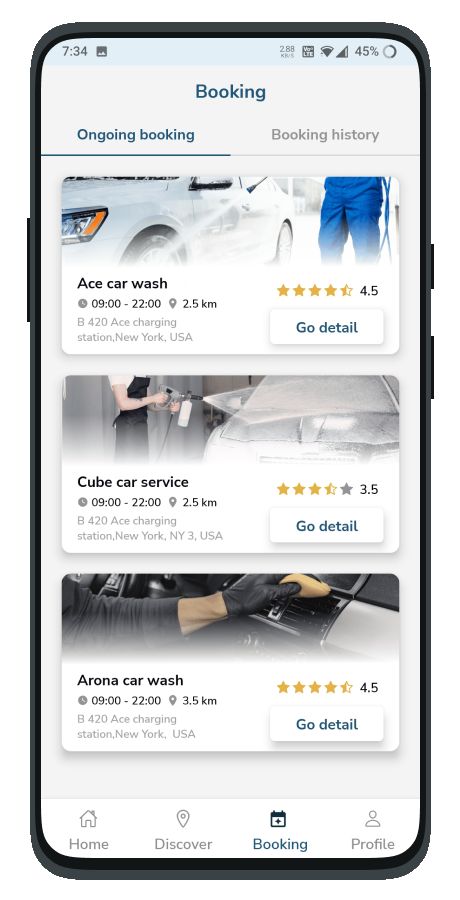 7:34 2.88 KB/S Vo LTE 45%
Booking
Ongoing booking Booking history
Ace car wash
09:00 - 22:00 2.5 km
4.5
B 420 Ace charging
station,New York, USA
Go detail
Cube car service
09:00 - 22:00 2.5 km
3.5
B 420 Ace charging
station,New York, NY 3, USA
Go detail
Arona car wash
09:00 - 22:00 3.5 km
4.5
B 420 Ace charging
station,New York, USA
Go detail
Home Discover Booking Profile